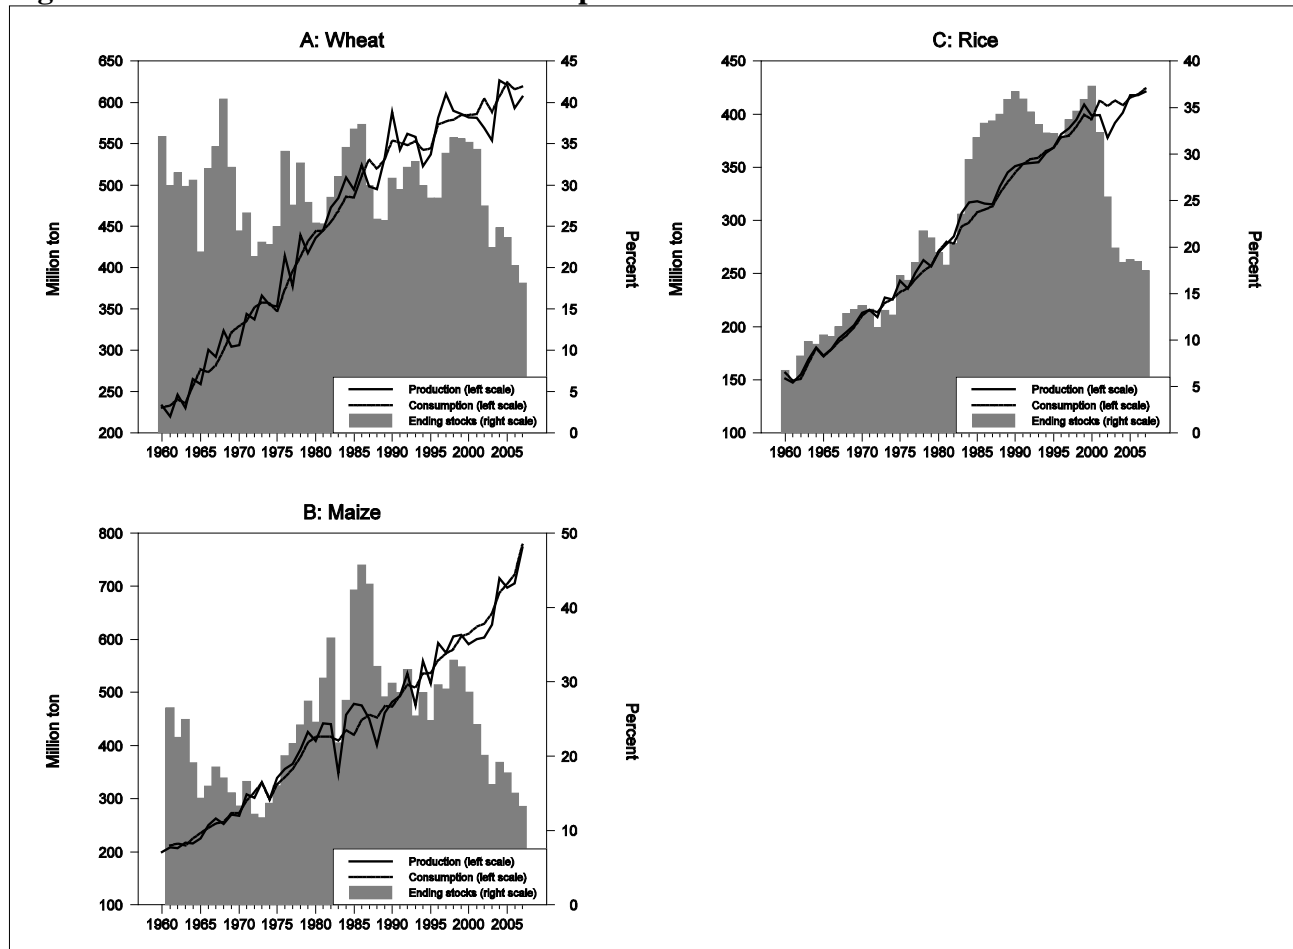 A: Wheat
650
600
550
500
450
400
350
300
250
200
45
40
35
30
25
20
15
10
5
0
Million ton
Percent
Production (left scale)
Consumption (left scale)
Ending stocks (right scale)
1960 1965 1970 1975 1980 1985 1990 1995 2000 2005
C: Rice
450
400
350
300
250
200
150
100
40
35
30
25
20
15
10
5
0
Million ton
Percent
Production (left scale)
Consumption (left scale)
Ending stocks (right scale)
1960 1965 1970 1975 1980 1985 1990 1995 2000 2005
B: Maize
800
700
600
500
400
300
200
100
50
40
30
20
10
0
Million ton
Percent
Production (left scale)
Consumption (left scale)
Ending stocks (right scale)
1960 1965 1970 1975 1980 1985 1990 1995 2000 2005